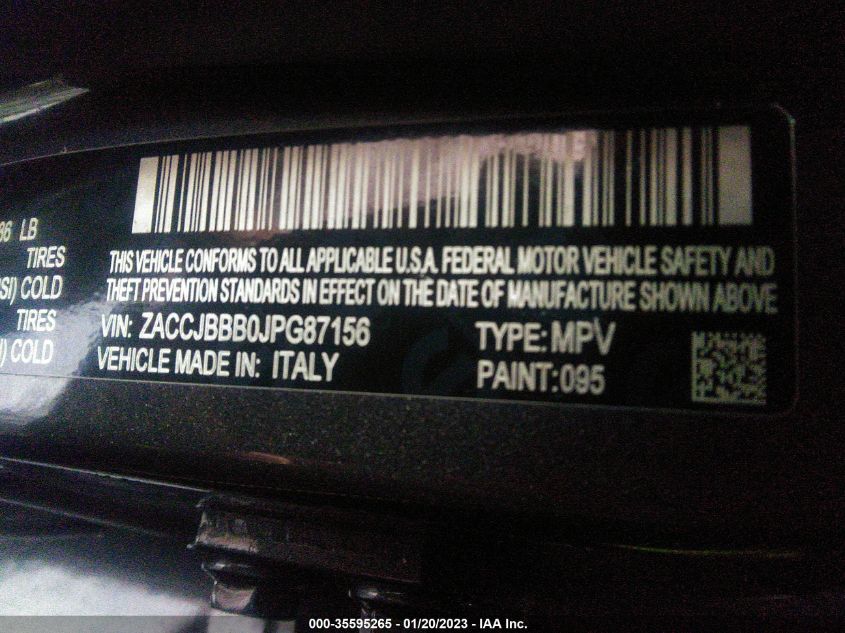 86 LB
TIRES
SI) COLD
TIRES
I) COLD
THIS VEHICLE CONFORMS TO ALL APPLICABLE U.S.A. FEDERAL MOTOR VEHICLE SAFETY AND
THEFT PREVENTION STANDARDS IN EFFECT ON THE DATE OF MANUFACTURE SHOWN ABOVE
VIN: ZACCJBBB0JPG87156
TYPE: MPV
VEHICLE MADE IN: ITALY
PAINT: 095
000-35595265 - 01/20/2023 - IAA Inc.